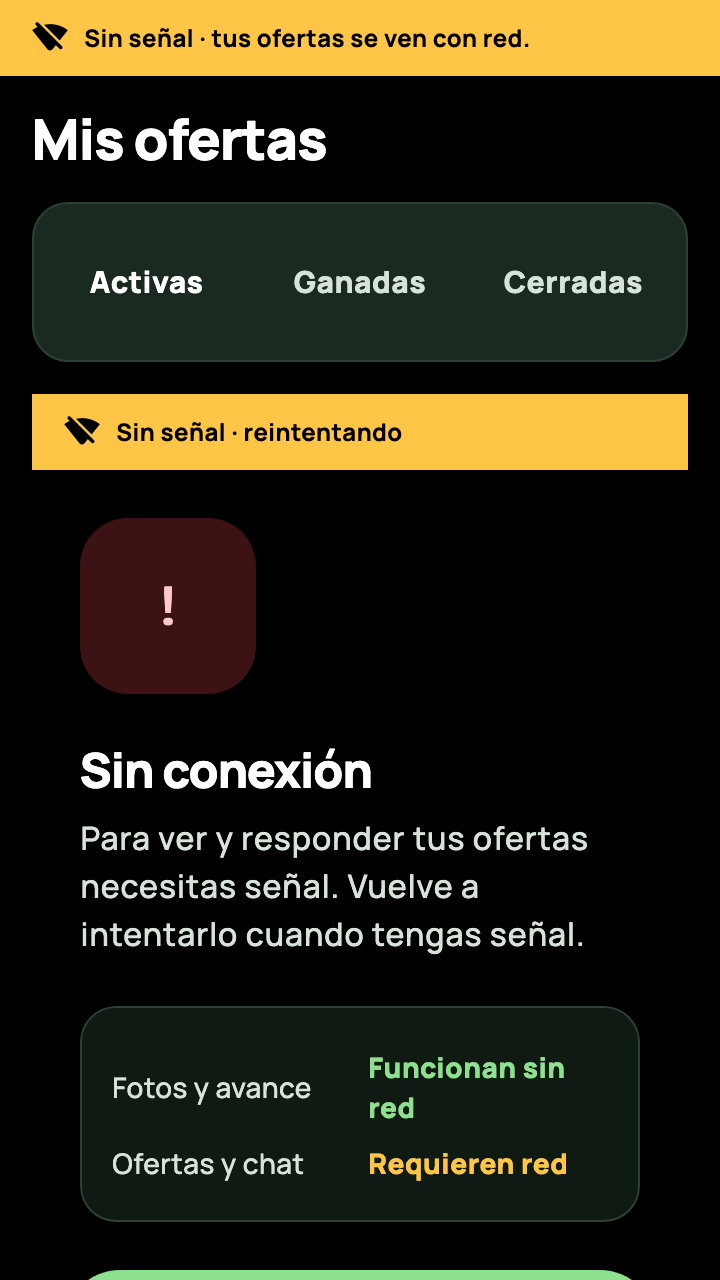 Sin señal · tus ofertas se ven con red.
Mis ofertas
Activas Ganadas Cerradas
Sin señal · reintentando
!
Sin conexión
Para ver y responder tus ofertas
necesitas señal. Vuelve a
intentarlo cuando tengas señal.
Fotos y avance Funcionan sin
red
Ofertas y chat Requieren red